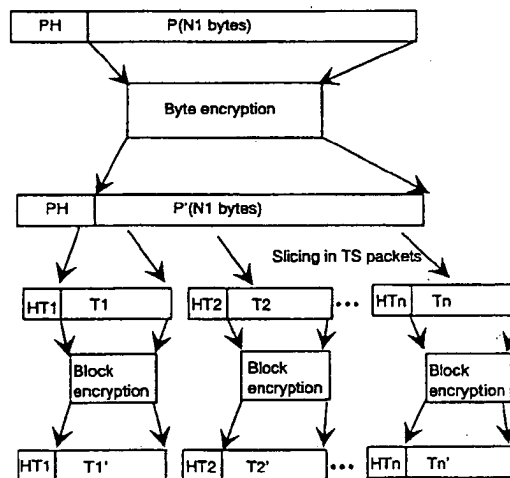 PH P(N1 bytes)
Byte encryption
PH P'(N1 bytes)
Slicing in TS packets
HT1 T1 HT2 T2 ••• HTn Tn
Block encryption Block encryption Block encryption
HT1 T1' HT2 T2' ••• HTn Tn'